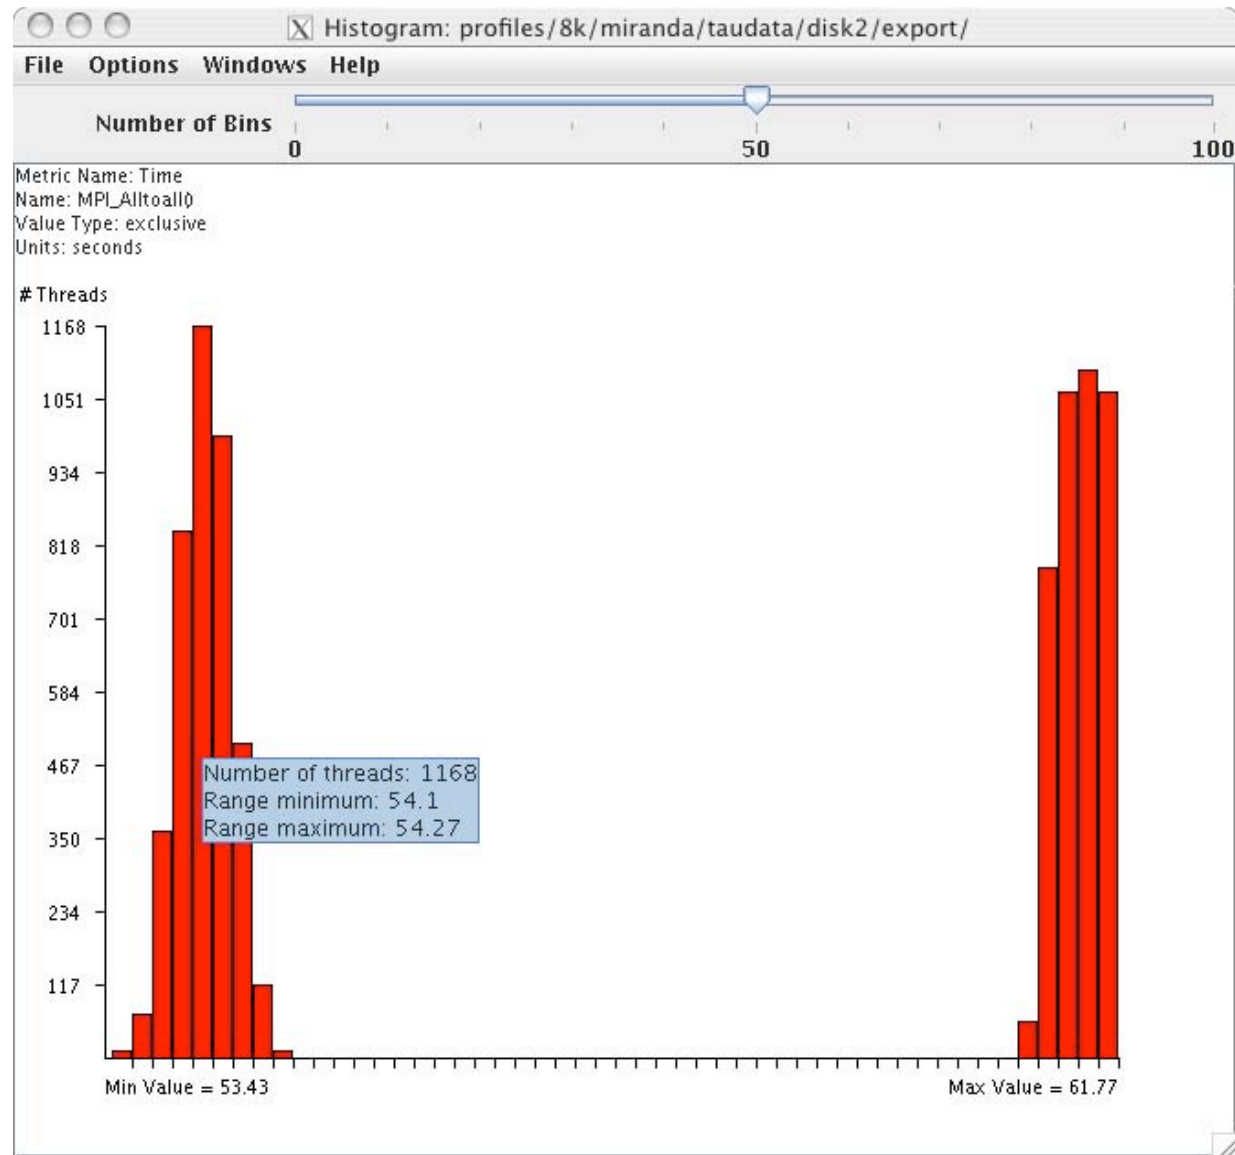 Histogram: profiles/8k/miranda/taudata/disk2/export/
File Options Windows Help
Number of Bins
0 50 100
Metric Name: Time
Name: MPI_Alltoall()
Value Type: exclusive
Units: seconds
# Threads
1168
1051
934
818
701
584
467
350
234
117
Number of threads: 1168
Range minimum: 54.1
Range maximum: 54.27
Min Value = 53.43
Max Value = 61.77